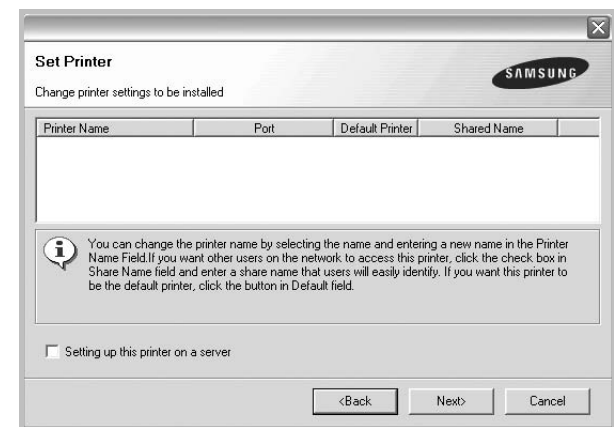 Set Printer
SAMSUNG
Change printer settings to be installed
Printer Name Port Default Printer Shared Name
You can change the printer name by selecting the name and entering a new name in the Printer
Name Field.If you want other users on the network to access this printer, click the check box in
Share Name field and enter a share name that users will easily identify. If you want this printer to
be the default printer, click the button in Default field.
Setting up this printer on a server
<Back Next> Cancel